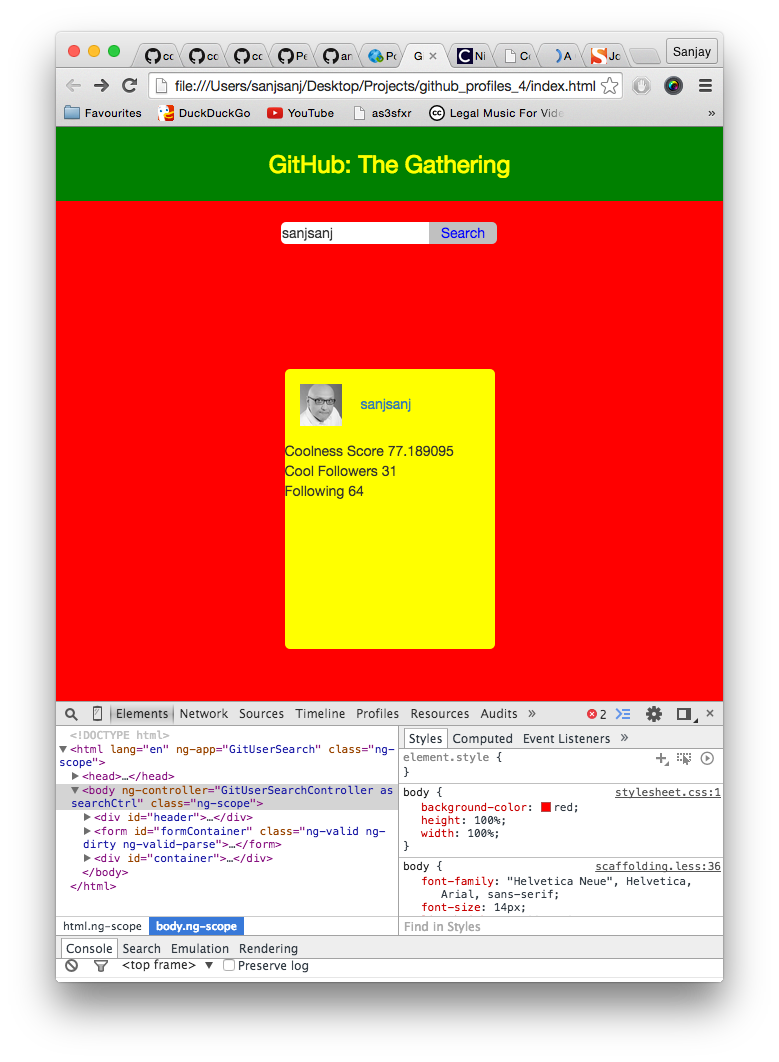 cc
cc
cc
Pe
an
Po
Gi
Ni
Co
A
Jo
Sanjay
file:///Users/sanjsanj/Desktop/Projects/github_profiles_4/index.html
Favourites DuckDuckGo YouTube as3sfxr Legal Music For Vide »
GitHub: The Gathering
sanjsanj Search
sanjsanj
Coolness Score 77.189095
Cool Followers 31
Following 64
Elements Network Sources Timeline Profiles Resources Audits » 2 ×
<!DOCTYPE html>
<html lang="en" ng-app="GitUserSearch" class="ng-
scope">
<head>…</head>
<body ng-controller="GitUserSearchController as
searchCtrl" class="ng-scope">
<div id="header">…</div>
<form id="formContainer" class="ng-valid ng-
dirty ng-valid-parse">…</form>
<div id="container">…</div>
</body>
</html>
html.ng-scope body.ng-scope
Styles Computed Event Listeners »
element.style {
}
body { stylesheet.css:1
background-color: red;
height: 100%;
width: 100%;
}
body { scaffolding.less:36
font-family: "Helvetica Neue", Helvetica,
Arial, sans-serif;
font-size: 14px;
Find in Styles
Console Search Emulation Rendering
<top frame> ▼ Preserve log